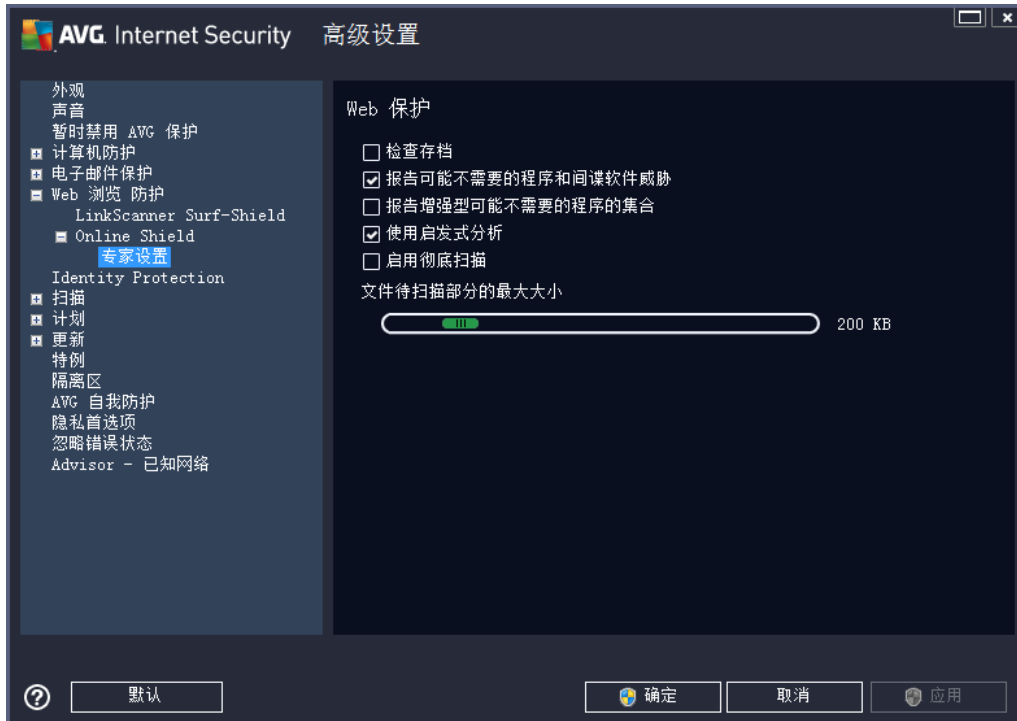 AVG. Internet Security 高级设置
外观
声音
暂时禁用 AVG 保护
计算机防护
电子邮件保护
Web 浏览 防护
LinkScanner Surf-Shield
Online Shield
专家设置
Identity Protection
扫描
计划
更新
特例
隔离区
AVG 自我防护
隐私首选项
忽略错误状态
Advisor - 已知网络
Web 保护
检查存档
报告可能不需要的程序和间谍软件威胁
报告增强型可能不需要的程序的集合
使用启发式分析
启用彻底扫描
文件待扫描部分的最大大小
200 KB
默认
确定
取消
应用